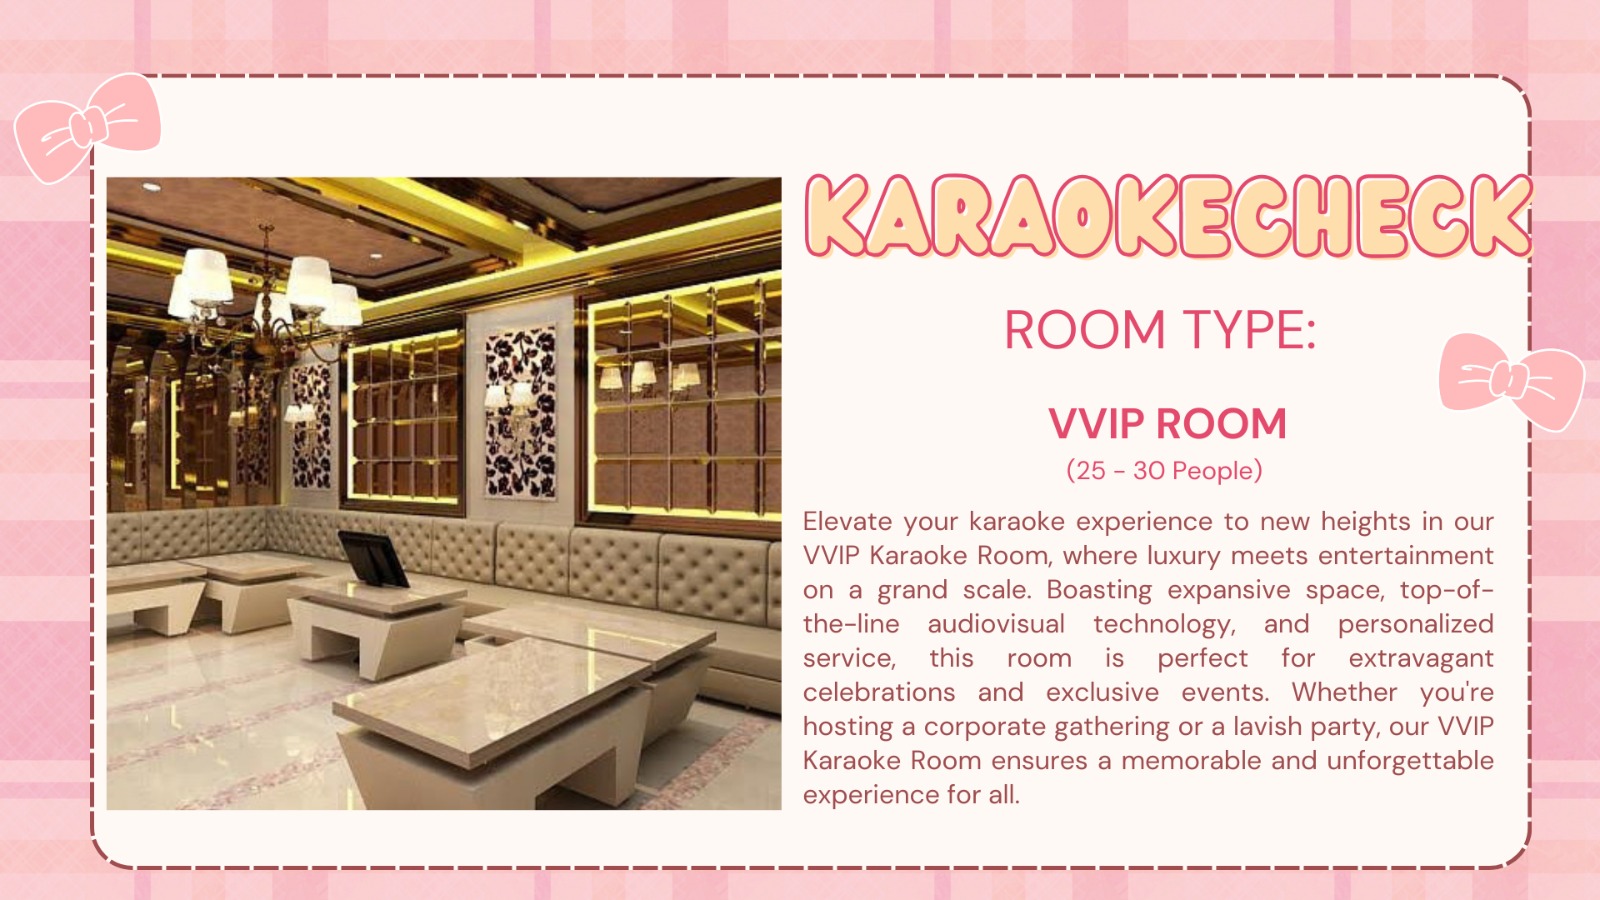 KARAOKECHECK
ROOM TYPE:
VVIP ROOM
(25 - 30 People)
Elevate your karaoke experience to new heights in our
VVIP Karaoke Room, where luxury meets entertainment
on a grand scale. Boasting expansive space, top-of-
the-line audiovisual technology, and personalized
service, this room is perfect for extravagant
celebrations and exclusive events. Whether you're
hosting a corporate gathering or a lavish party, our VVIP
Karaoke Room ensures a memorable and unforgettable
experience for all.